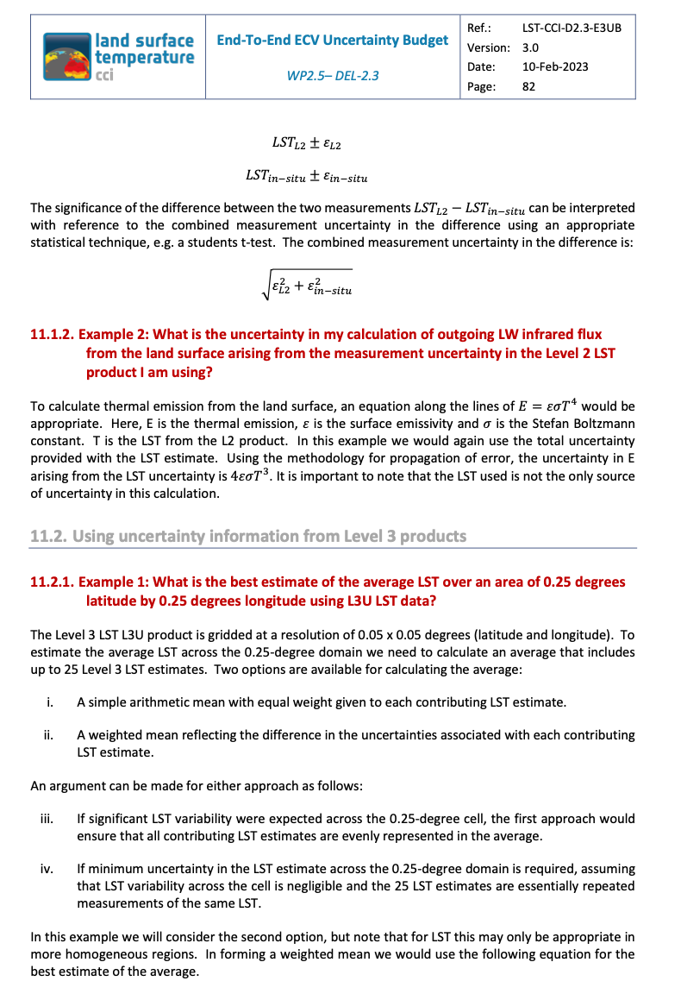 land surface
temperature
cci
End-To-End ECV Uncertainty Budget
WP2.5– DEL-2.3
Ref.: LST-CCI-D2.3-E3UB
Version: 3.0
Date: 10-Feb-2023
Page: 82
LST_{L2} ± ε_{L2}
LST_{in−situ} ± ε_{in−situ}
The significance of the difference between the two measurements LST_{L2} − LST_{in−situ} can be interpreted
with reference to the combined measurement uncertainty in the difference using an appropriate
statistical technique, e.g. a students t-test. The combined measurement uncertainty in the difference is:
√(ε_{L2}^2 + ε_{in−situ}^2)
11.1.2. Example 2: What is the uncertainty in my calculation of outgoing LW infrared flux
from the land surface arising from the measurement uncertainty in the Level 2 LST
product I am using?
To calculate thermal emission from the land surface, an equation along the lines of E = εσT⁴ would be
appropriate. Here, E is the thermal emission, ε is the surface emissivity and σ is the Stefan Boltzmann
constant. T is the LST from the L2 product. In this example we would again use the total uncertainty
provided with the LST estimate. Using the methodology for propagation of error, the uncertainty in E
arising from the LST uncertainty is 4εσT³. It is important to note that the LST used is not the only source
of uncertainty in this calculation.
11.2. Using uncertainty information from Level 3 products
11.2.1. Example 1: What is the best estimate of the average LST over an area of 0.25 degrees
latitude by 0.25 degrees longitude using L3U LST data?
The Level 3 LST L3U product is gridded at a resolution of 0.05 x 0.05 degrees (latitude and longitude). To
estimate the average LST across the 0.25-degree domain we need to calculate an average that includes
up to 25 Level 3 LST estimates. Two options are available for calculating the average:
i. A simple arithmetic mean with equal weight given to each contributing LST estimate.
ii. A weighted mean reflecting the difference in the uncertainties associated with each contributing
LST estimate.
An argument can be made for either approach as follows:
iii. If significant LST variability were expected across the 0.25-degree cell, the first approach would
ensure that all contributing LST estimates are evenly represented in the average.
iv. If minimum uncertainty in the LST estimate across the 0.25-degree domain is required, assuming
that LST variability across the cell is negligible and the 25 LST estimates are essentially repeated
measurements of the same LST.
In this example we will consider the second option, but note that for LST this may only be appropriate in
more homogeneous regions. In forming a weighted mean we would use the following equation for the
best estimate of the average.